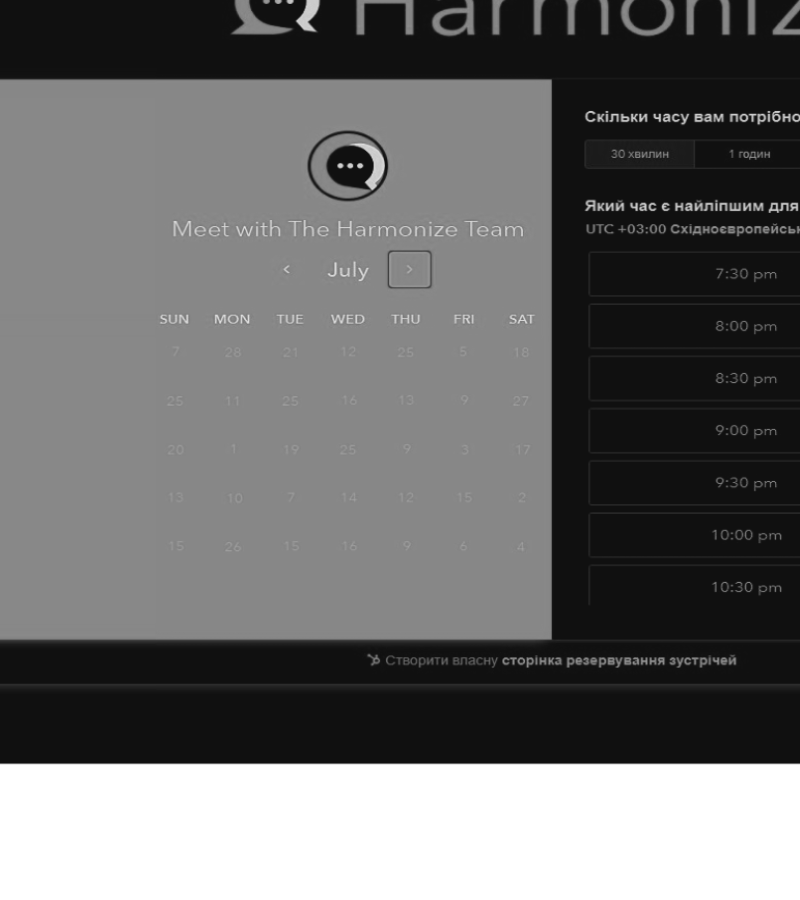 Harmoniz
Meet with The Harmonize Team
July
SUN MON TUE WED THU FRI SAT
7 28 21 12 25 5 18
25 11 25 16 13 9 27
20 1 19 25 9 3 17
13 10 7 14 12 15 2
15 26 15 16 9 6 4
Скільки часу вам потрібно
30 хвилин 1 годин
Який час є найліпшим для
UTC +03:00 Східноєвропейськ
7:30 pm
8:00 pm
8:30 pm
9:00 pm
9:30 pm
10:00 pm
10:30 pm
Створити власну сторінка резервування зустрічей